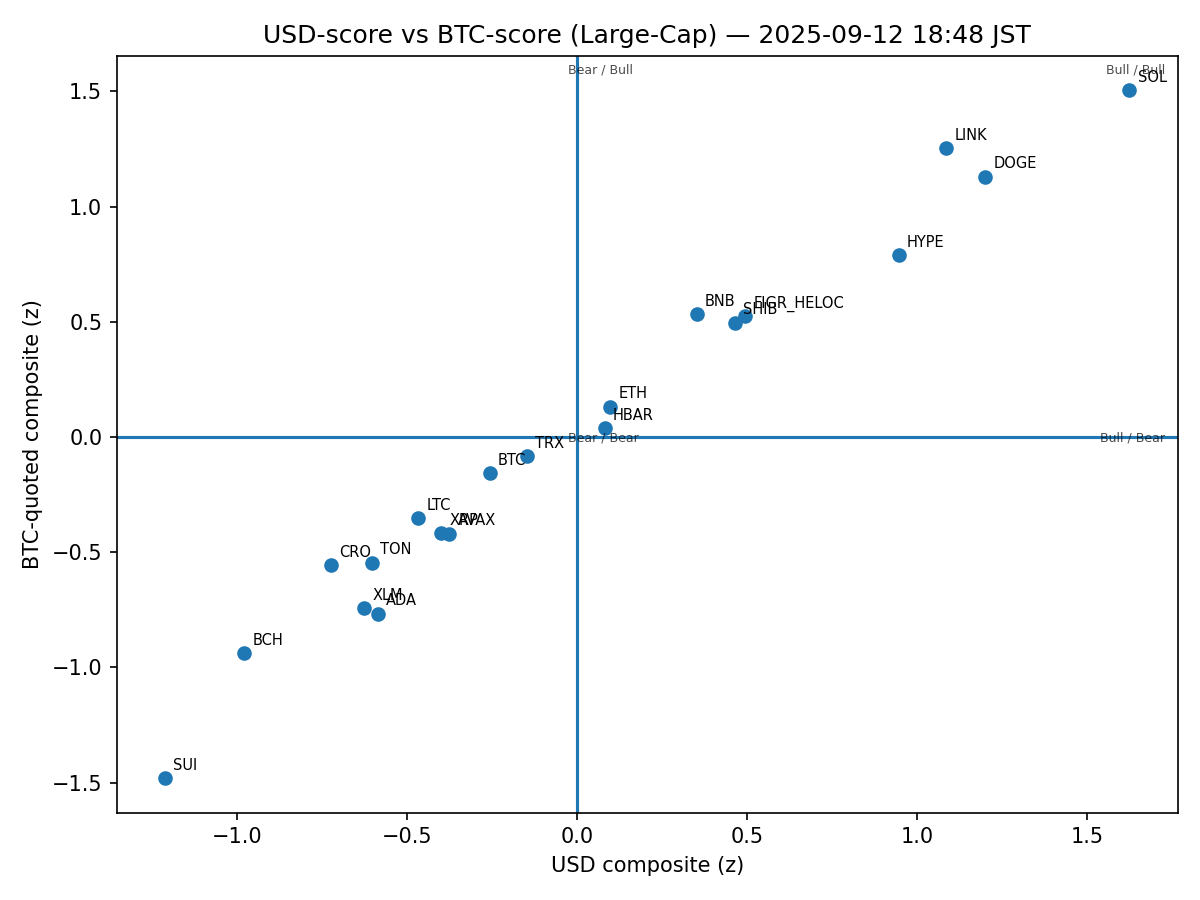 USD-score vs BTC-score (Large-Cap) — 2025-09-12 18:48 JST
Bear / Bull
Bull / Bull
SOL
LINK
DOGE
HYPE
BNB
FIGR_HELOC
SHIB
ETH
HBAR
Bear / Bear
Bull / Bear
TRX
BTC
LTC
XRP
AVAX
CRO
TON
XLM
ADA
BCH
SUI
BTC-quoted composite (z)
1.5
1.0
0.5
0.0
−0.5
−1.0
−1.5
−1.0
−0.5
0.0
0.5
1.0
1.5
USD composite (z)